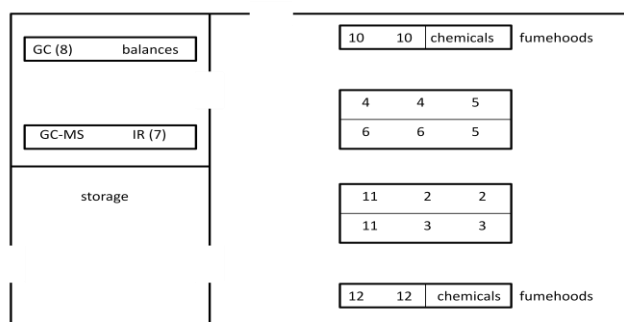 GC (8) balances
GC-MS IR (7)
storage
10 10 chemicals fumehoods
4 4 5
6 6 5
11 2 2
11 3 3
12 12 chemicals fumehoods